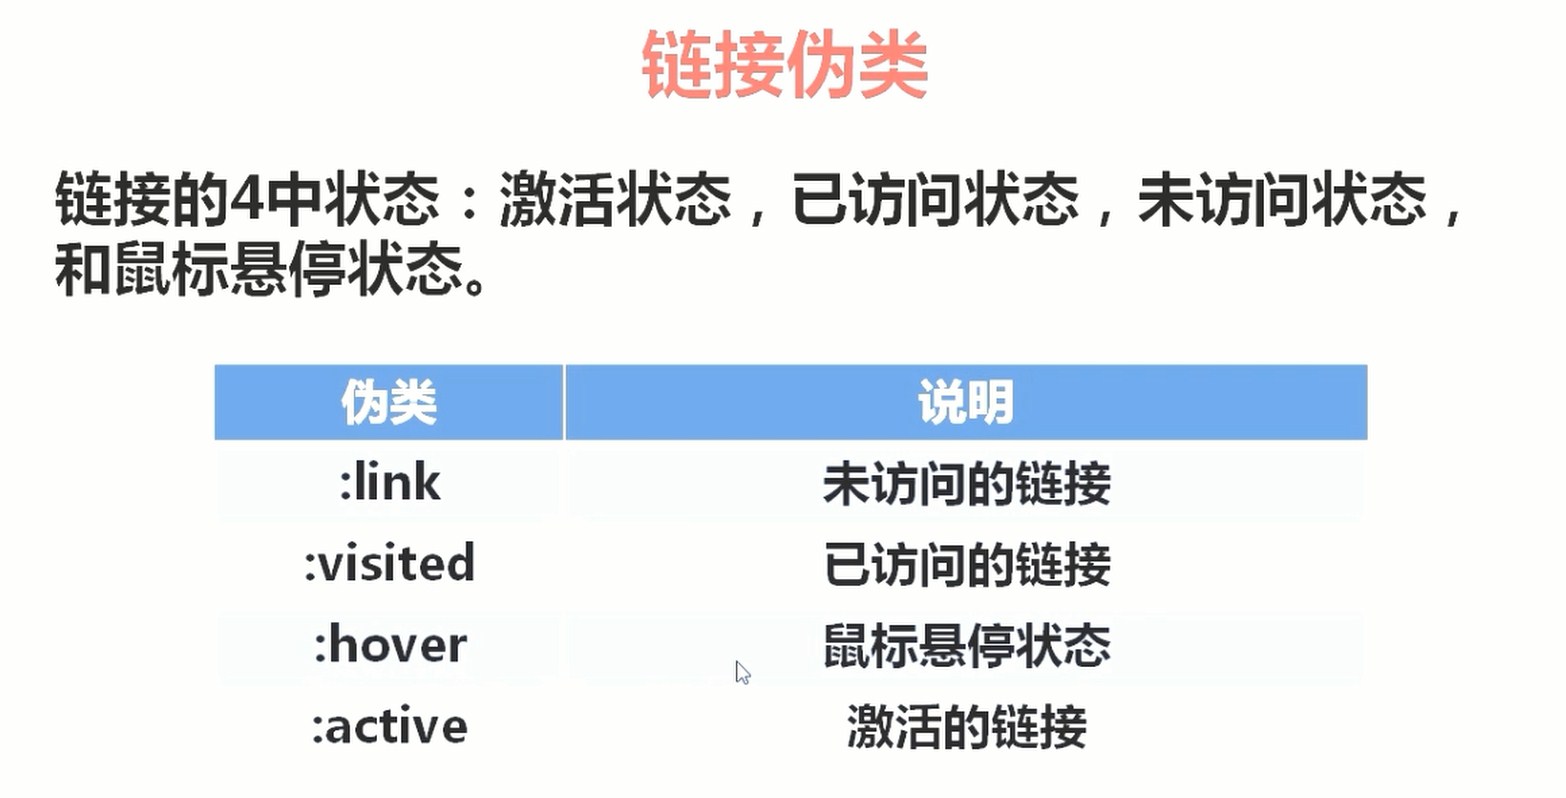 链接伪类
链接的4中状态：激活状态，已访问状态，未访问状态，
和鼠标悬停状态。
伪类 说明
:link 未访问的链接
:visited 已访问的链接
:hover 鼠标悬停状态
:active 激活的链接